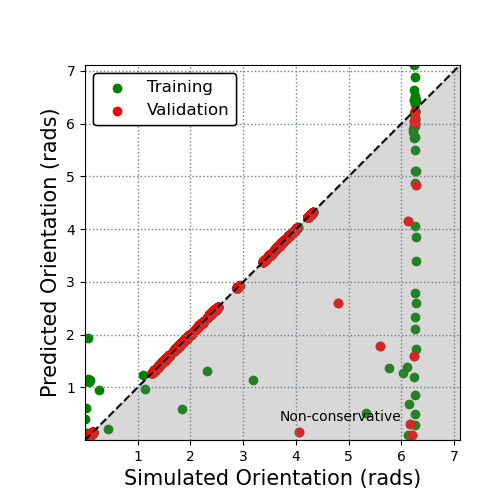 7
Training
Validation
6
5
4
3
2
1
Predicted Orientation (rads)
Non-conservative
1 2 3 4 5 6 7
Simulated Orientation (rads)